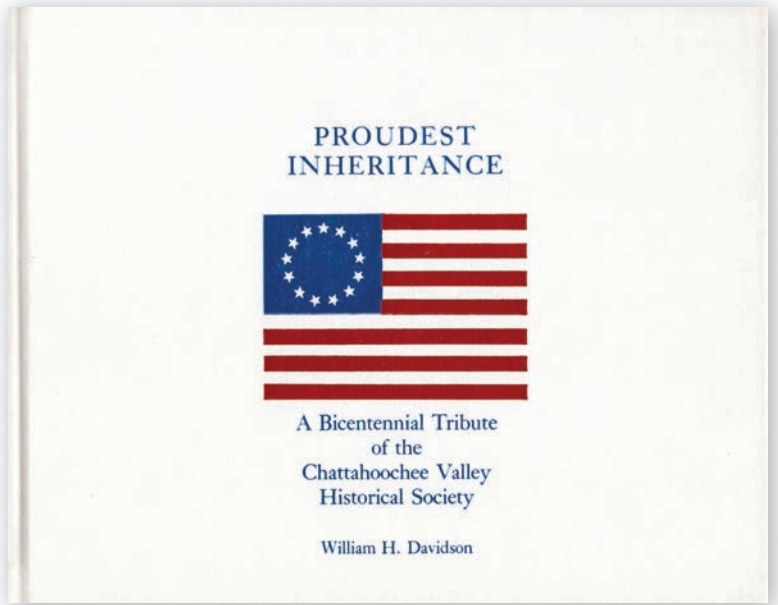 PROUDEST
INHERITANCE
A Bicentennial Tribute
of the
Chattahoochee Valley
Historical Society
William H. Davidson